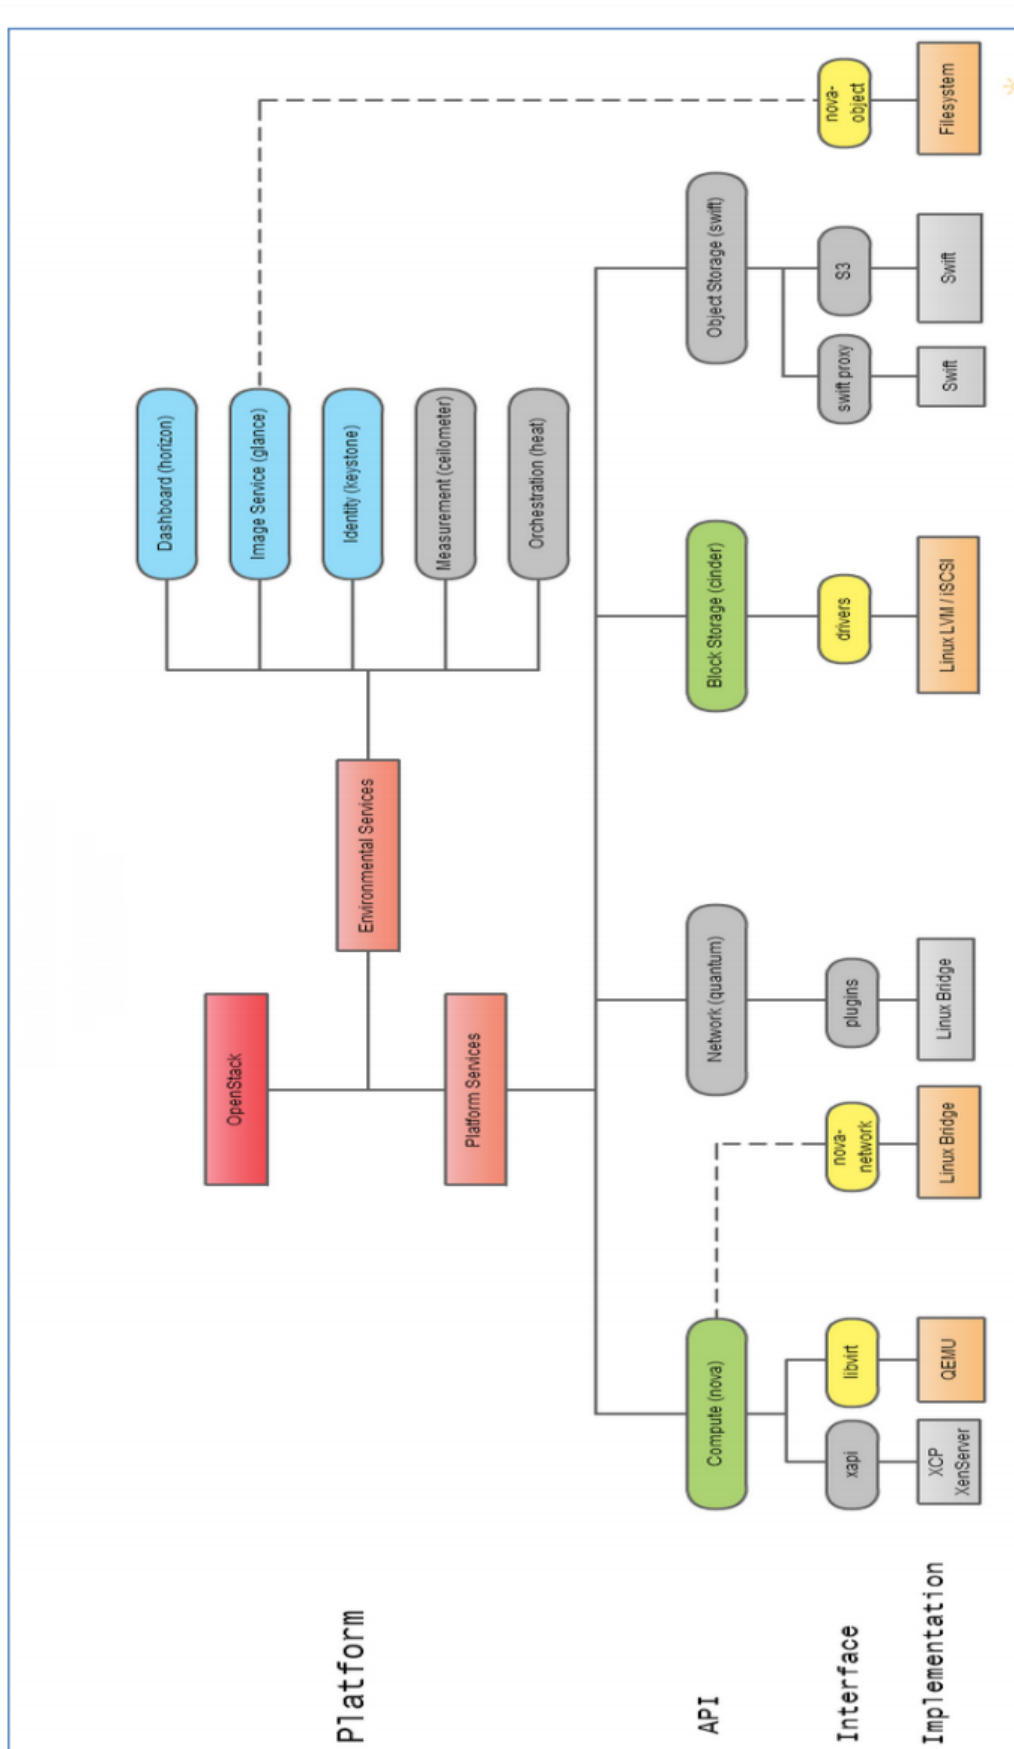 Platform
OpenStack
Environmental Services
Platform Services
Dashboard (horizon)
Image Service (glance)
Identity (keystone)
Measurement (ceilometer)
Orchestration (heat)
API
Compute (nova)
Network (quantum)
Block Storage (cinder)
Object Storage (swift)
Interface
xapi
libvirt
nova-
network
plugins
drivers
swift proxy
S3
nova-
object
Implementation
XCP
XenServer
QEMU
Linux Bridge
Linux Bridge
Linux LVM / iSCSI
Swift
Swift
Filesystem